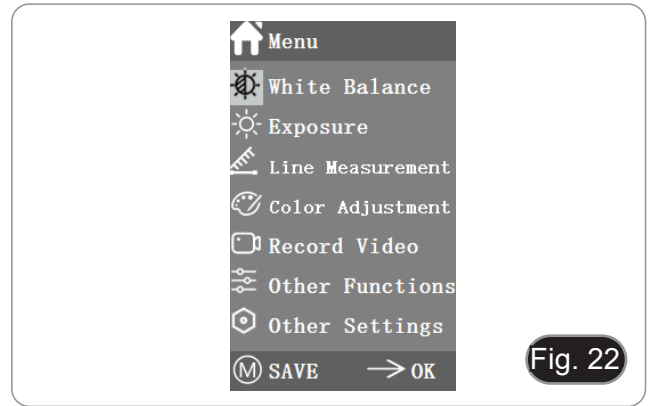 Menu
White Balance
Exposure
Line Measurement
Color Adjustment
Record Video
Other Functions
Other Settings
M SAVE → OK
Fig. 22